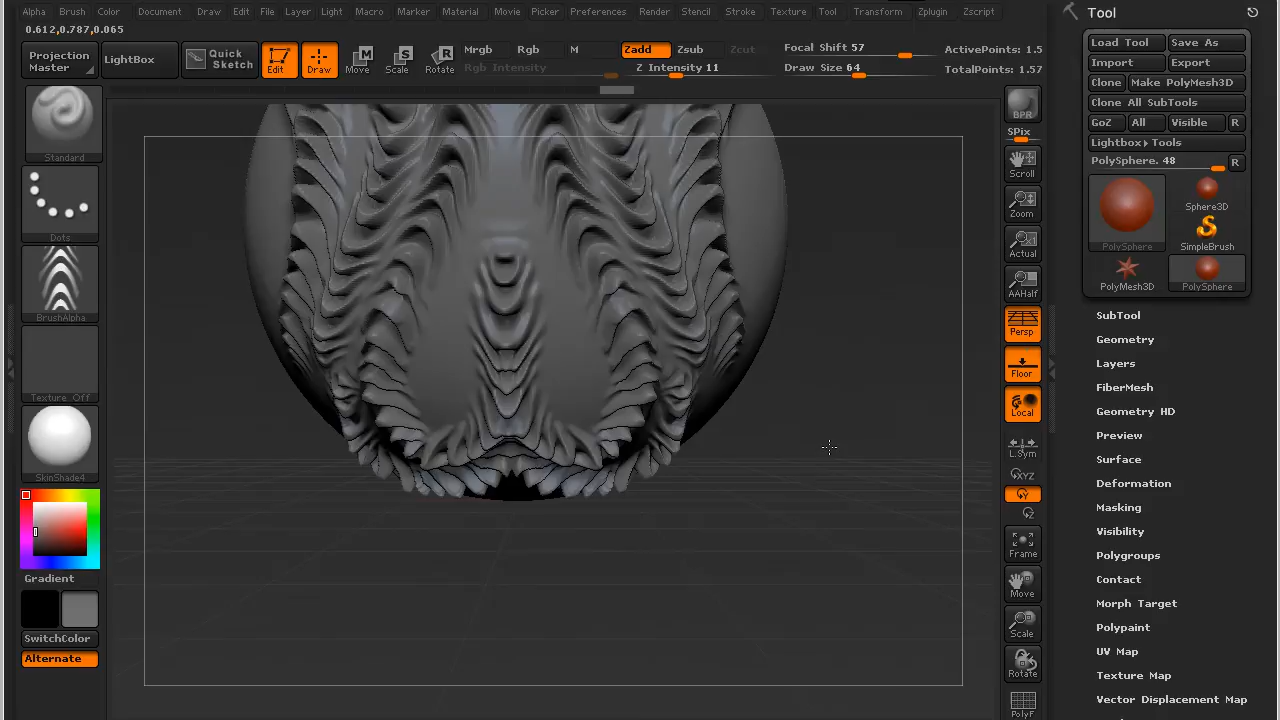 Alpha Brush Color Document Draw Edit File Layer Light Macro Marker Material Movie Picker Preferences Render Stencil Stroke Texture Tool Transform Zplugin Zscript
0.612,0.787,0.065
Projection Master
LightBox
Quick Sketch
Edit
Draw
Move
Scale
Rotate
Mrgb Rgb M
Rgb Intensity
Zadd Zsub Zcut
Z Intensity 11
Focal Shift 57
Draw Size 64
ActivePoints: 1.5
TotalPoints: 1.57
Standard
Dots
BrushAlpha
Texture Off
SkinShade4
Gradient
SwitchColor
Alternate
BPR
SPix
Scroll
Zoom
Actual
AAHalf
Persp
Floor
Local
L.Sym
XYZ
Y
Z
Frame
Move
Scale
Rotate
PolyF
Tool
Load Tool Save As
Import Export
Clone Make PolyMesh3D
Clone All SubTools
GoZ All Visible R
Lightbox Tools
PolySphere. 48 R
PolySphere
Sphere3D
SimpleBrush
PolyMesh3D
PolySphere
SubTool
Geometry
Layers
FiberMesh
Geometry HD
Preview
Surface
Deformation
Masking
Visibility
Polygroups
Contact
Morph Target
Polypaint
UV Map
Texture Map
Vector Displacement Map